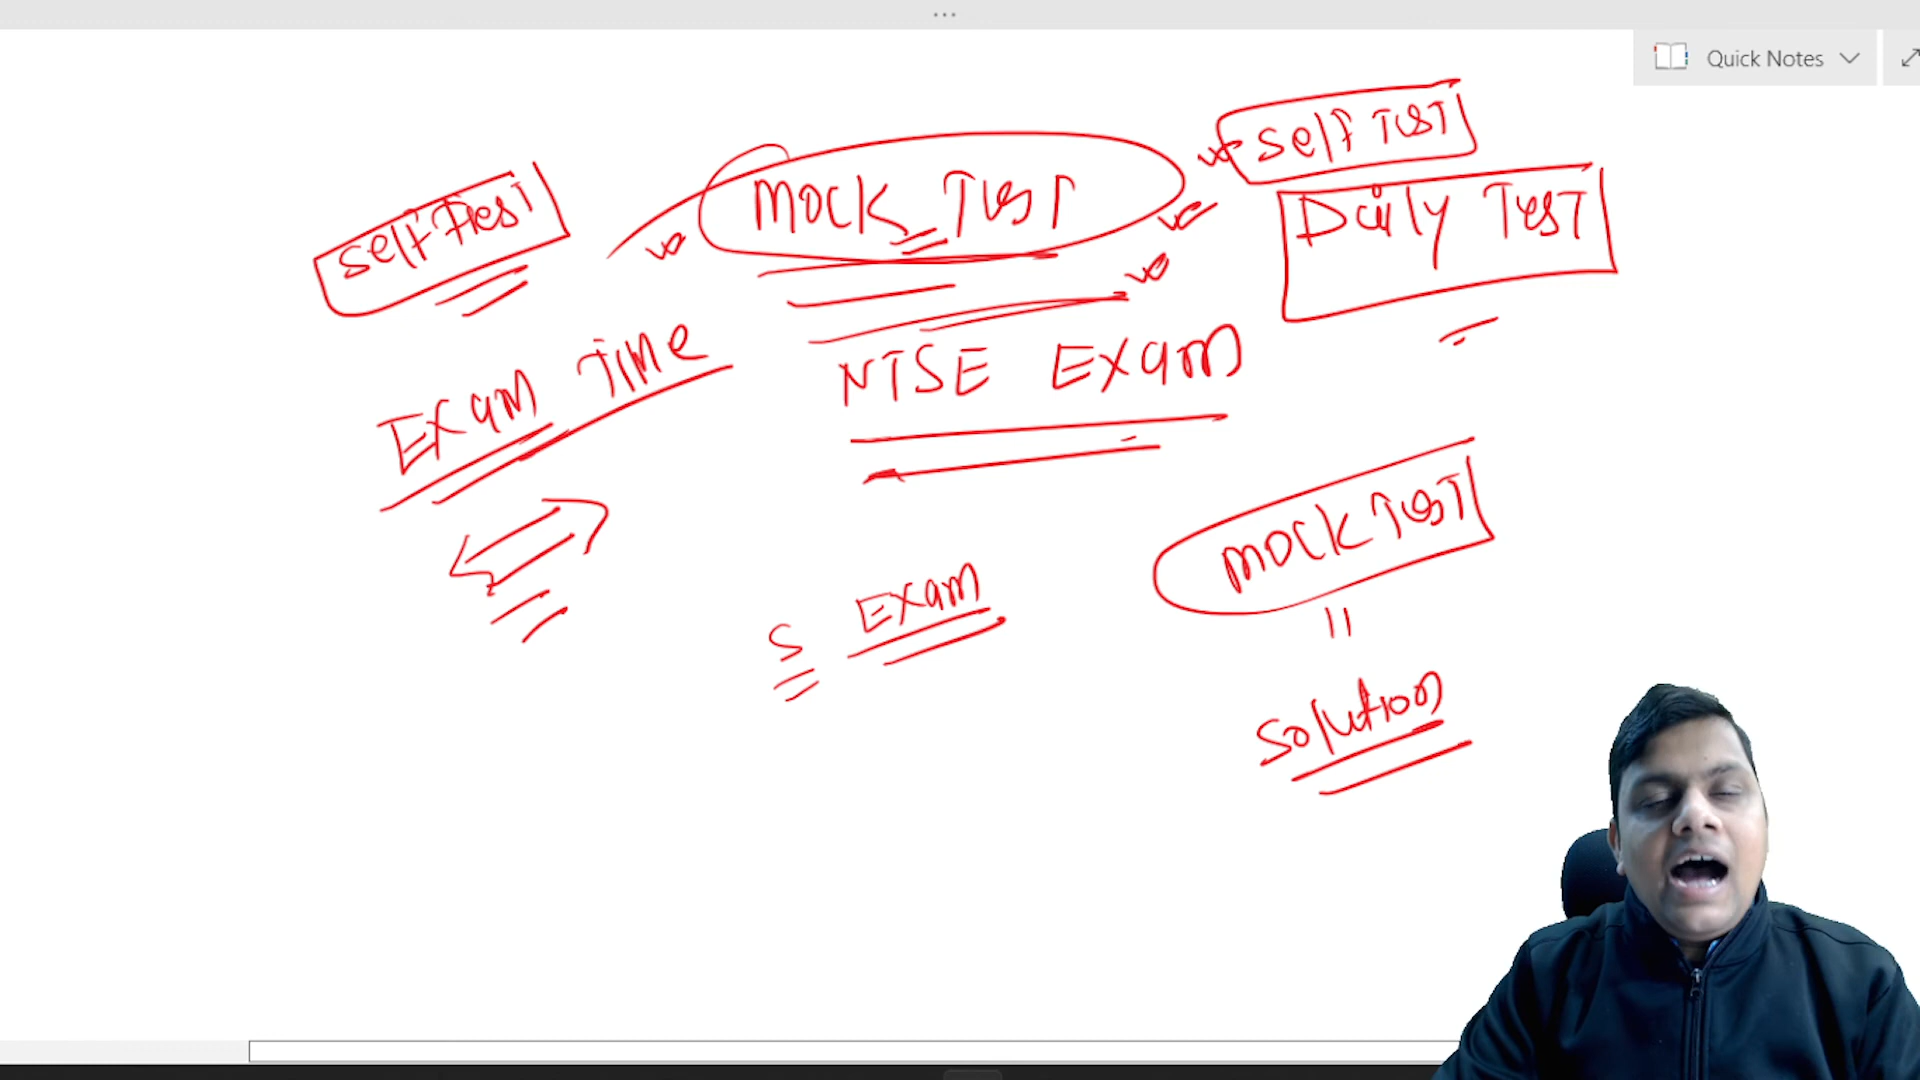 Quick Notes
Self Test
Mock Test
Self Test
Daily Test
Exam Time
NTSE Exam
Mock Test
S Exam
Solution